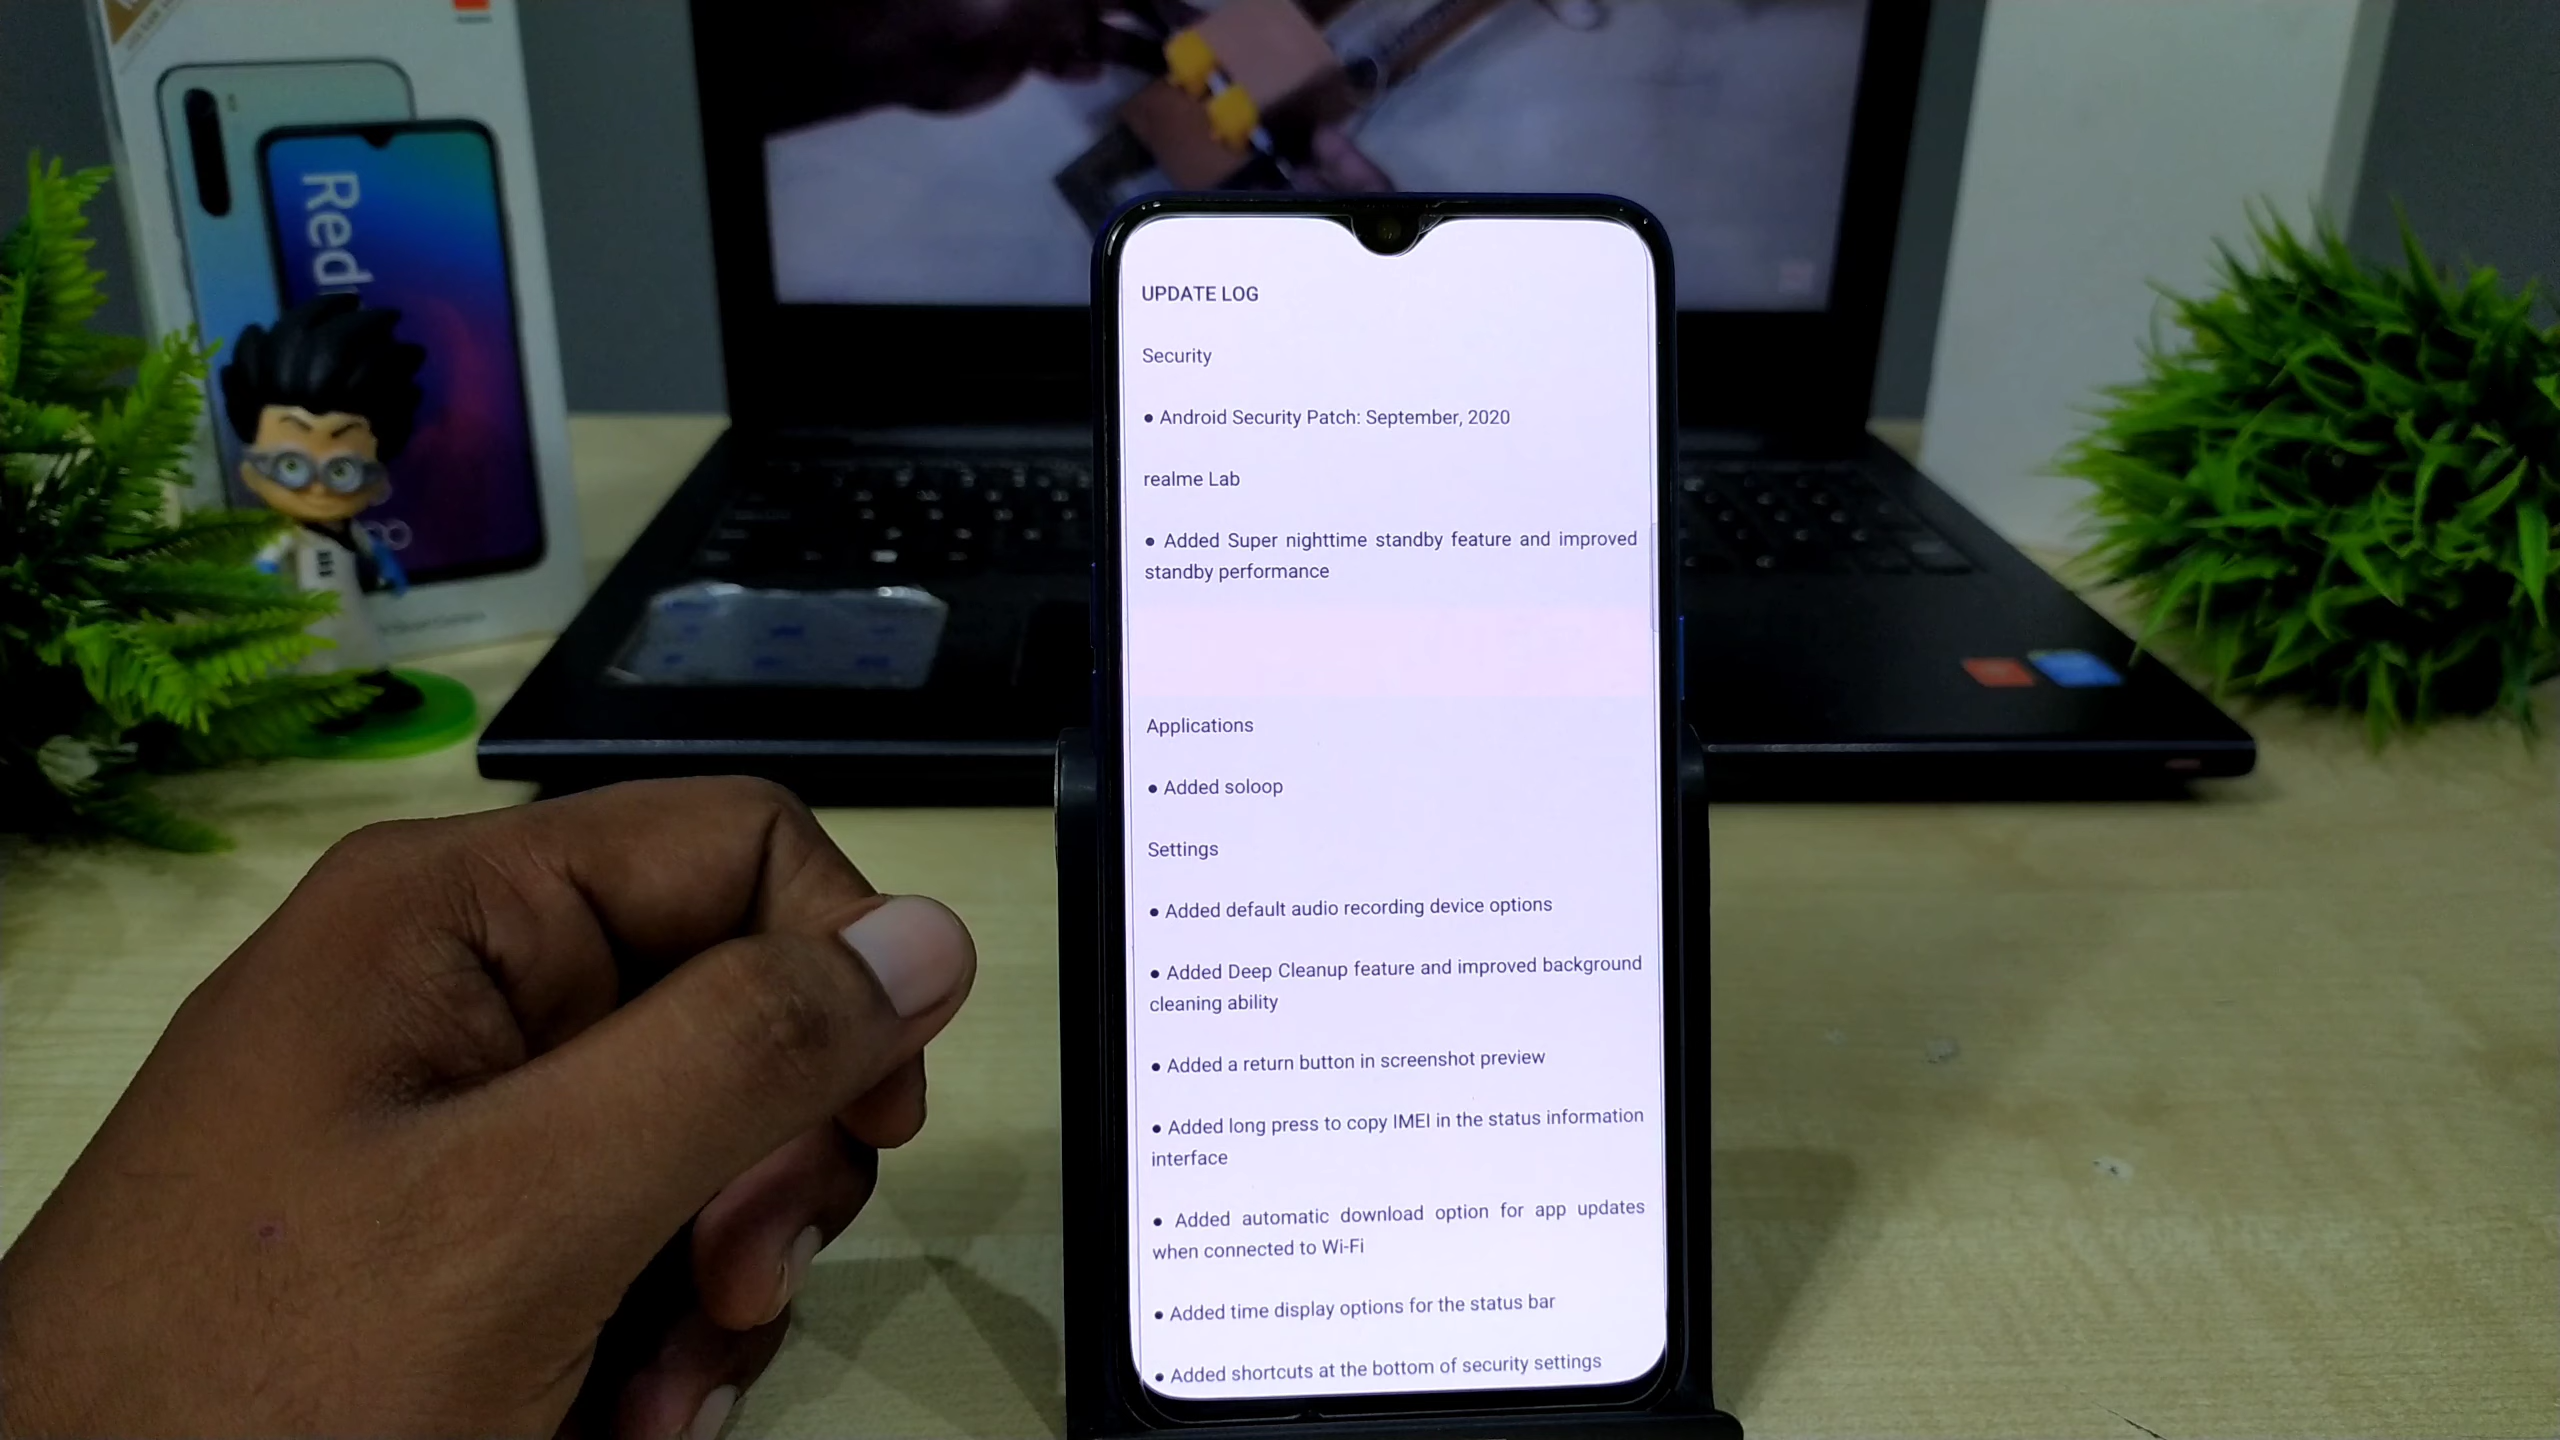 Red
UPDATE LOG
Security
● Android Security Patch: September, 2020
realme Lab
● Added Super nighttime standby feature and improved
standby performance
Applications
● Added soloop
Settings
● Added default audio recording device options
● Added Deep Cleanup feature and improved background
cleaning ability
● Added a return button in screenshot preview
● Added long press to copy IMEI in the status information
interface
● Added automatic download option for app updates
when connected to Wi-Fi
● Added time display options for the status bar
● Added shortcuts at the bottom of security settings